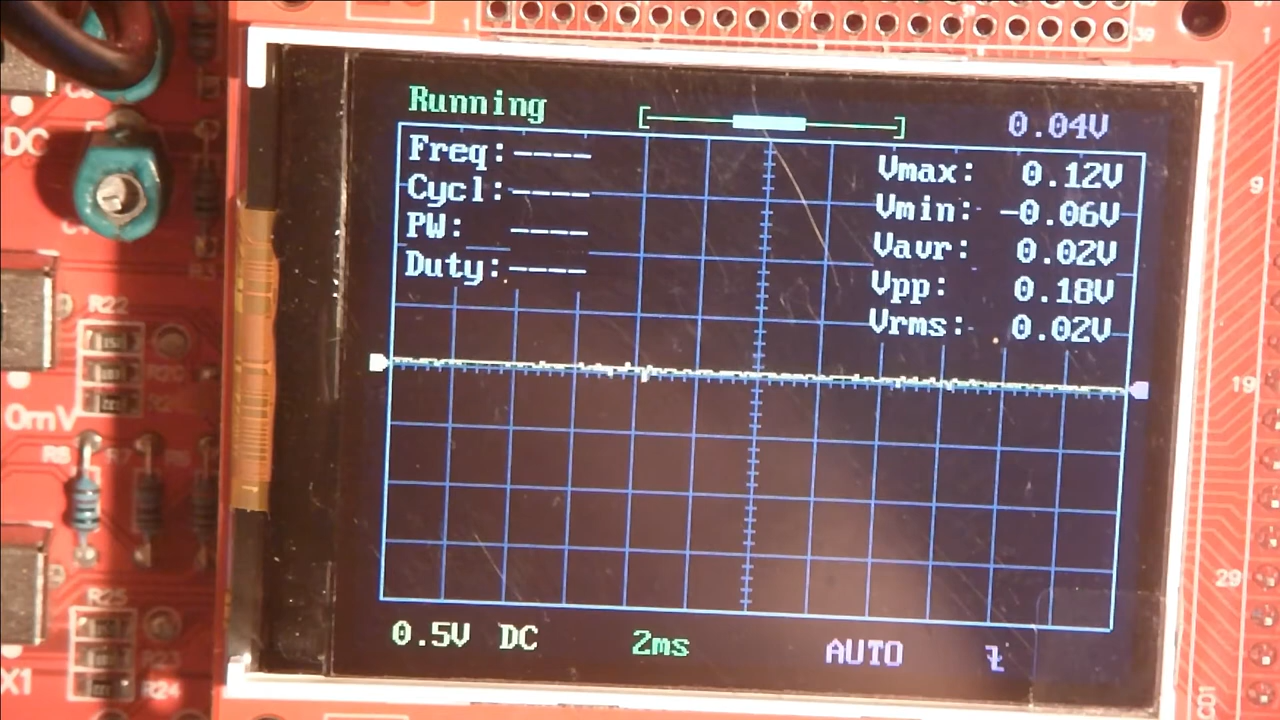 1
39
Running
0.04V
DC
Freq:----
Vmax: 0.12V
Cycl:----
Vmin: -0.06V
9
PW: ----
Vavr: 0.02V
Duty:----
Vpp: 0.18V
R22
Vrms: 0.02V
19
0mV
R8
29
R25
0.5V DC
2ms
AUTO
X1
R23
R24